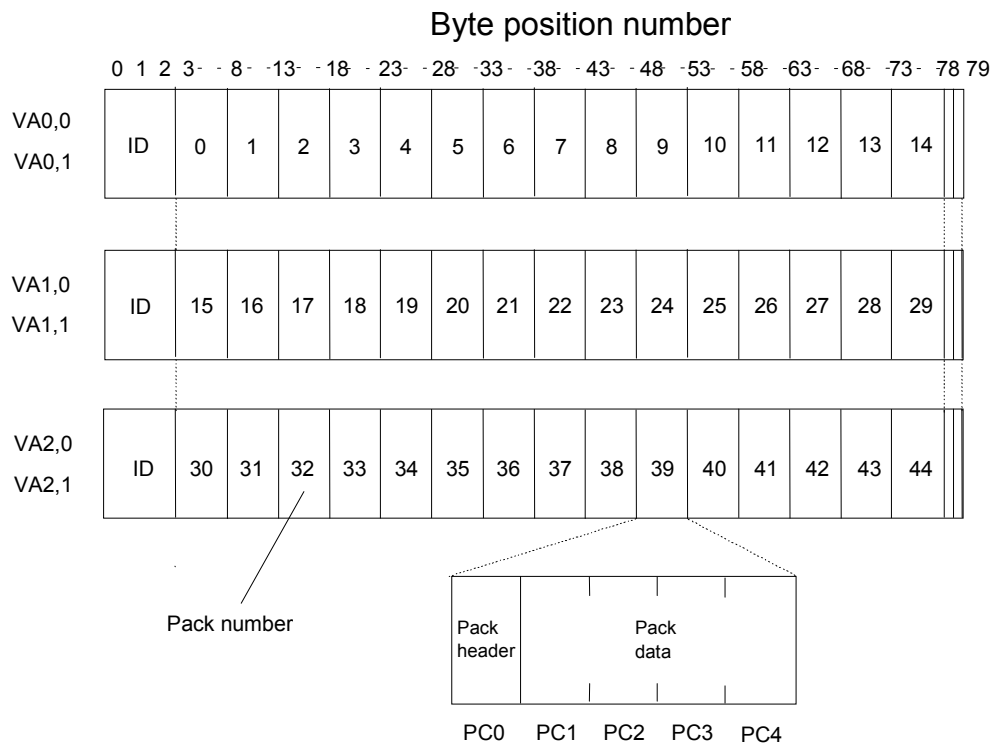 Byte position number
0 1 2 3- - 8 - -13- - -18 - - 23- - -28 - -33 - - -38- - 43 - - 48 - -53- - - 58- -63- - -68 - -73 - -78 79
VA0,0
VA0,1
ID 0 1 2 3 4 5 6 7 8 9 10 11 12 13 14
VA1,0
VA1,1
ID 15 16 17 18 19 20 21 22 23 24 25 26 27 28 29
VA2,0
VA2,1
ID 30 31 32 33 34 35 36 37 38 39 40 41 42 43 44
Pack number
Pack header
Pack data
PC0 PC1 PC2 PC3 PC4